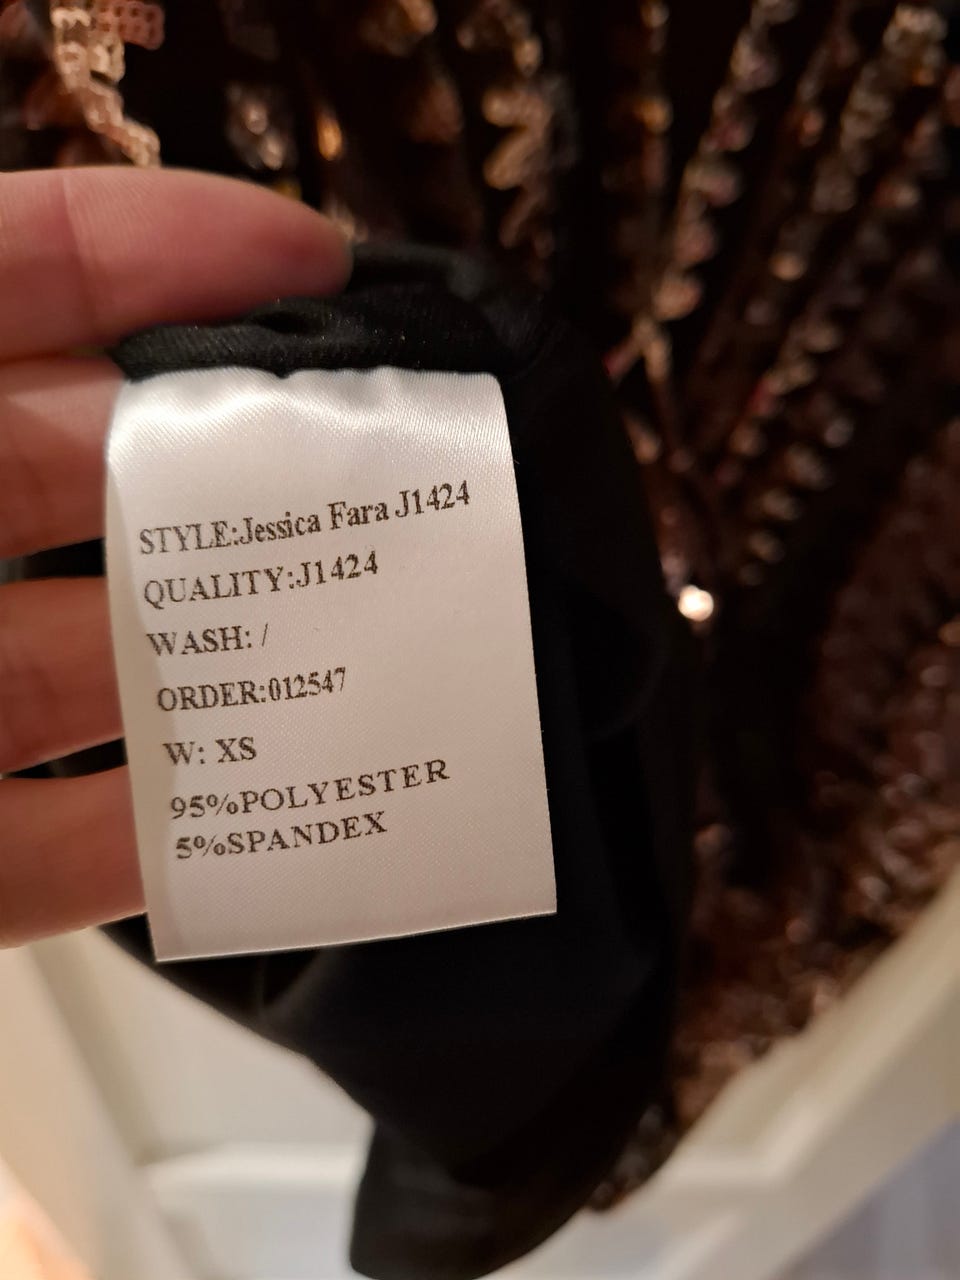 STYLE:Jessica Fara J1424
QUALITY:J1424
WASH: /
ORDER:012547
W: XS
95%POLYESTER
5%SPANDEX